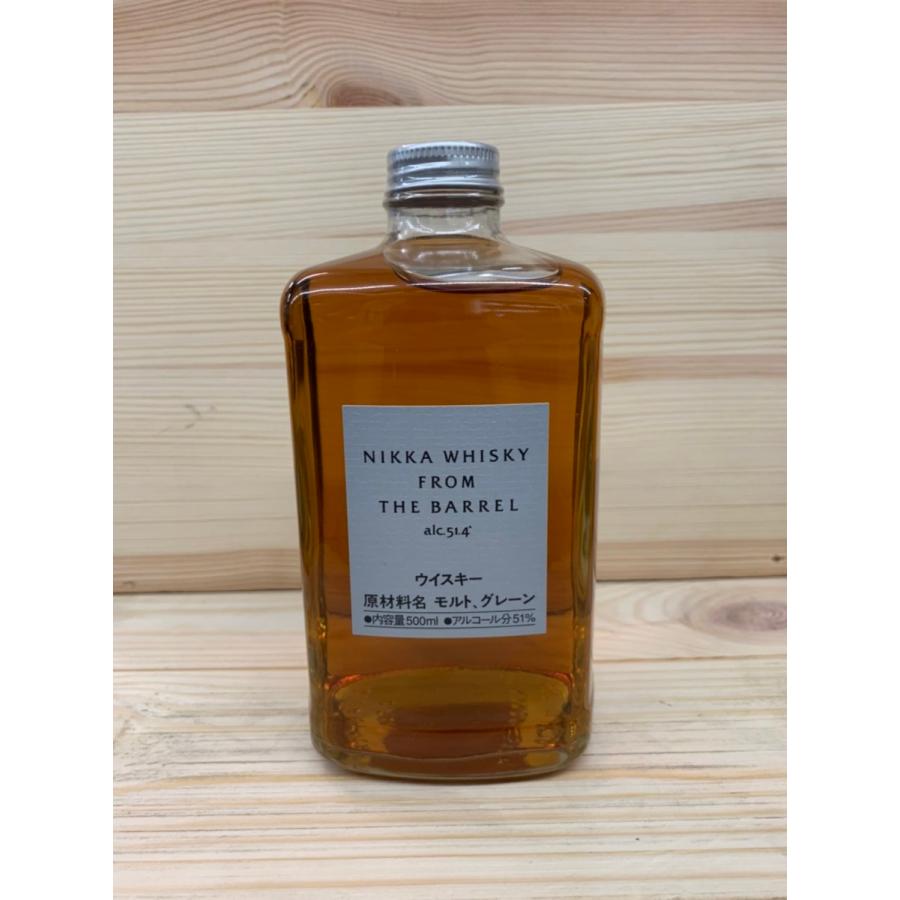 NIKKA WHISKY
FROM
THE BARREL
alc.51.4°
ウイスキー
原材料名 モルト、グレーン
●内容量500ml ●アルコール分51%